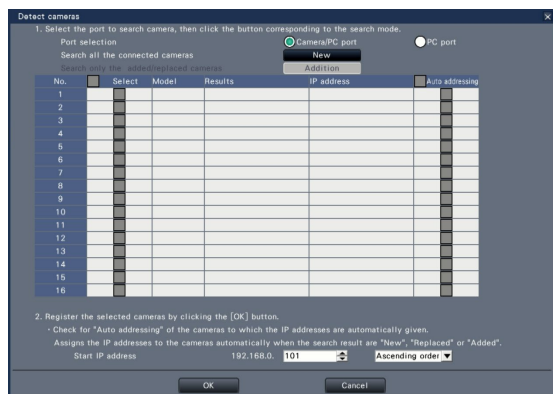 Detect cameras
1. Select the port to search camera, then click the button corresponding to the search mode.
Port selection Camera/PC port PC port
Search all the connected cameras New
Search only the added/replaced cameras Addition
No. Select Model Results IP address Auto addressing
1
2
3
4
5
6
7
8
9
10
11
12
13
14
15
16
2. Register the selected cameras by clicking the [OK] button.
・Check for "Auto addressing" of the cameras to which the IP addresses are automatically given.
Assigns the IP addresses to the cameras automatically when the search result are "New", "Replaced" or "Added".
Start IP address 192.168.0. 101 Ascending order
OK Cancel